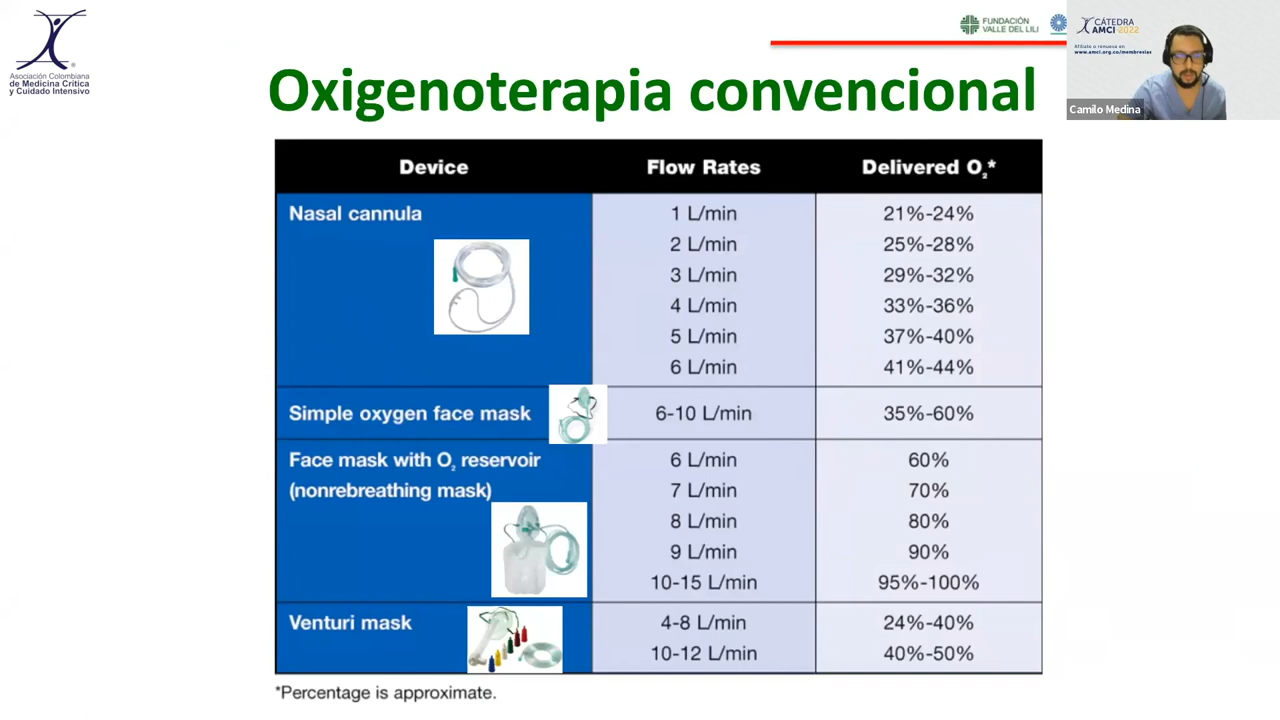 Asociación Colombiana
de Medicina Crítica
y Cuidado Intensivo
FUNDACIÓN
VALLE DEL LILI
CÁTEDRA
AMCI-2022
Afíliate o renueva en
www.amci.org.co/membresias
Camilo Medina
Oxigenoterapia convencional
Device Flow Rates Delivered O₂*
Nasal cannula 1 L/min 21%-24%
2 L/min 25%-28%
3 L/min 29%-32%
4 L/min 33%-36%
5 L/min 37%-40%
6 L/min 41%-44%
Simple oxygen face mask 6-10 L/min 35%-60%
Face mask with O₂ reservoir 6 L/min 60%
(nonrebreathing mask) 7 L/min 70%
8 L/min 80%
9 L/min 90%
10-15 L/min 95%-100%
Venturi mask 4-8 L/min 24%-40%
10-12 L/min 40%-50%
*Percentage is approximate.